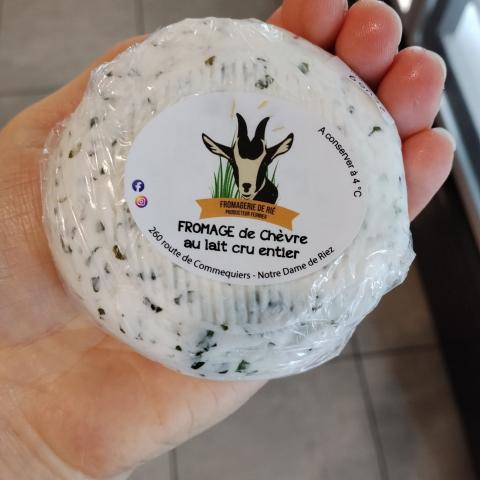 A conserver à 4 °C
FROMAGERIE DE RIÉ
PRODUCTEUR FERMIER
FROMAGE de Chèvre
au lait cru entier
260 route de Commequiers - Notre Dame de Riez